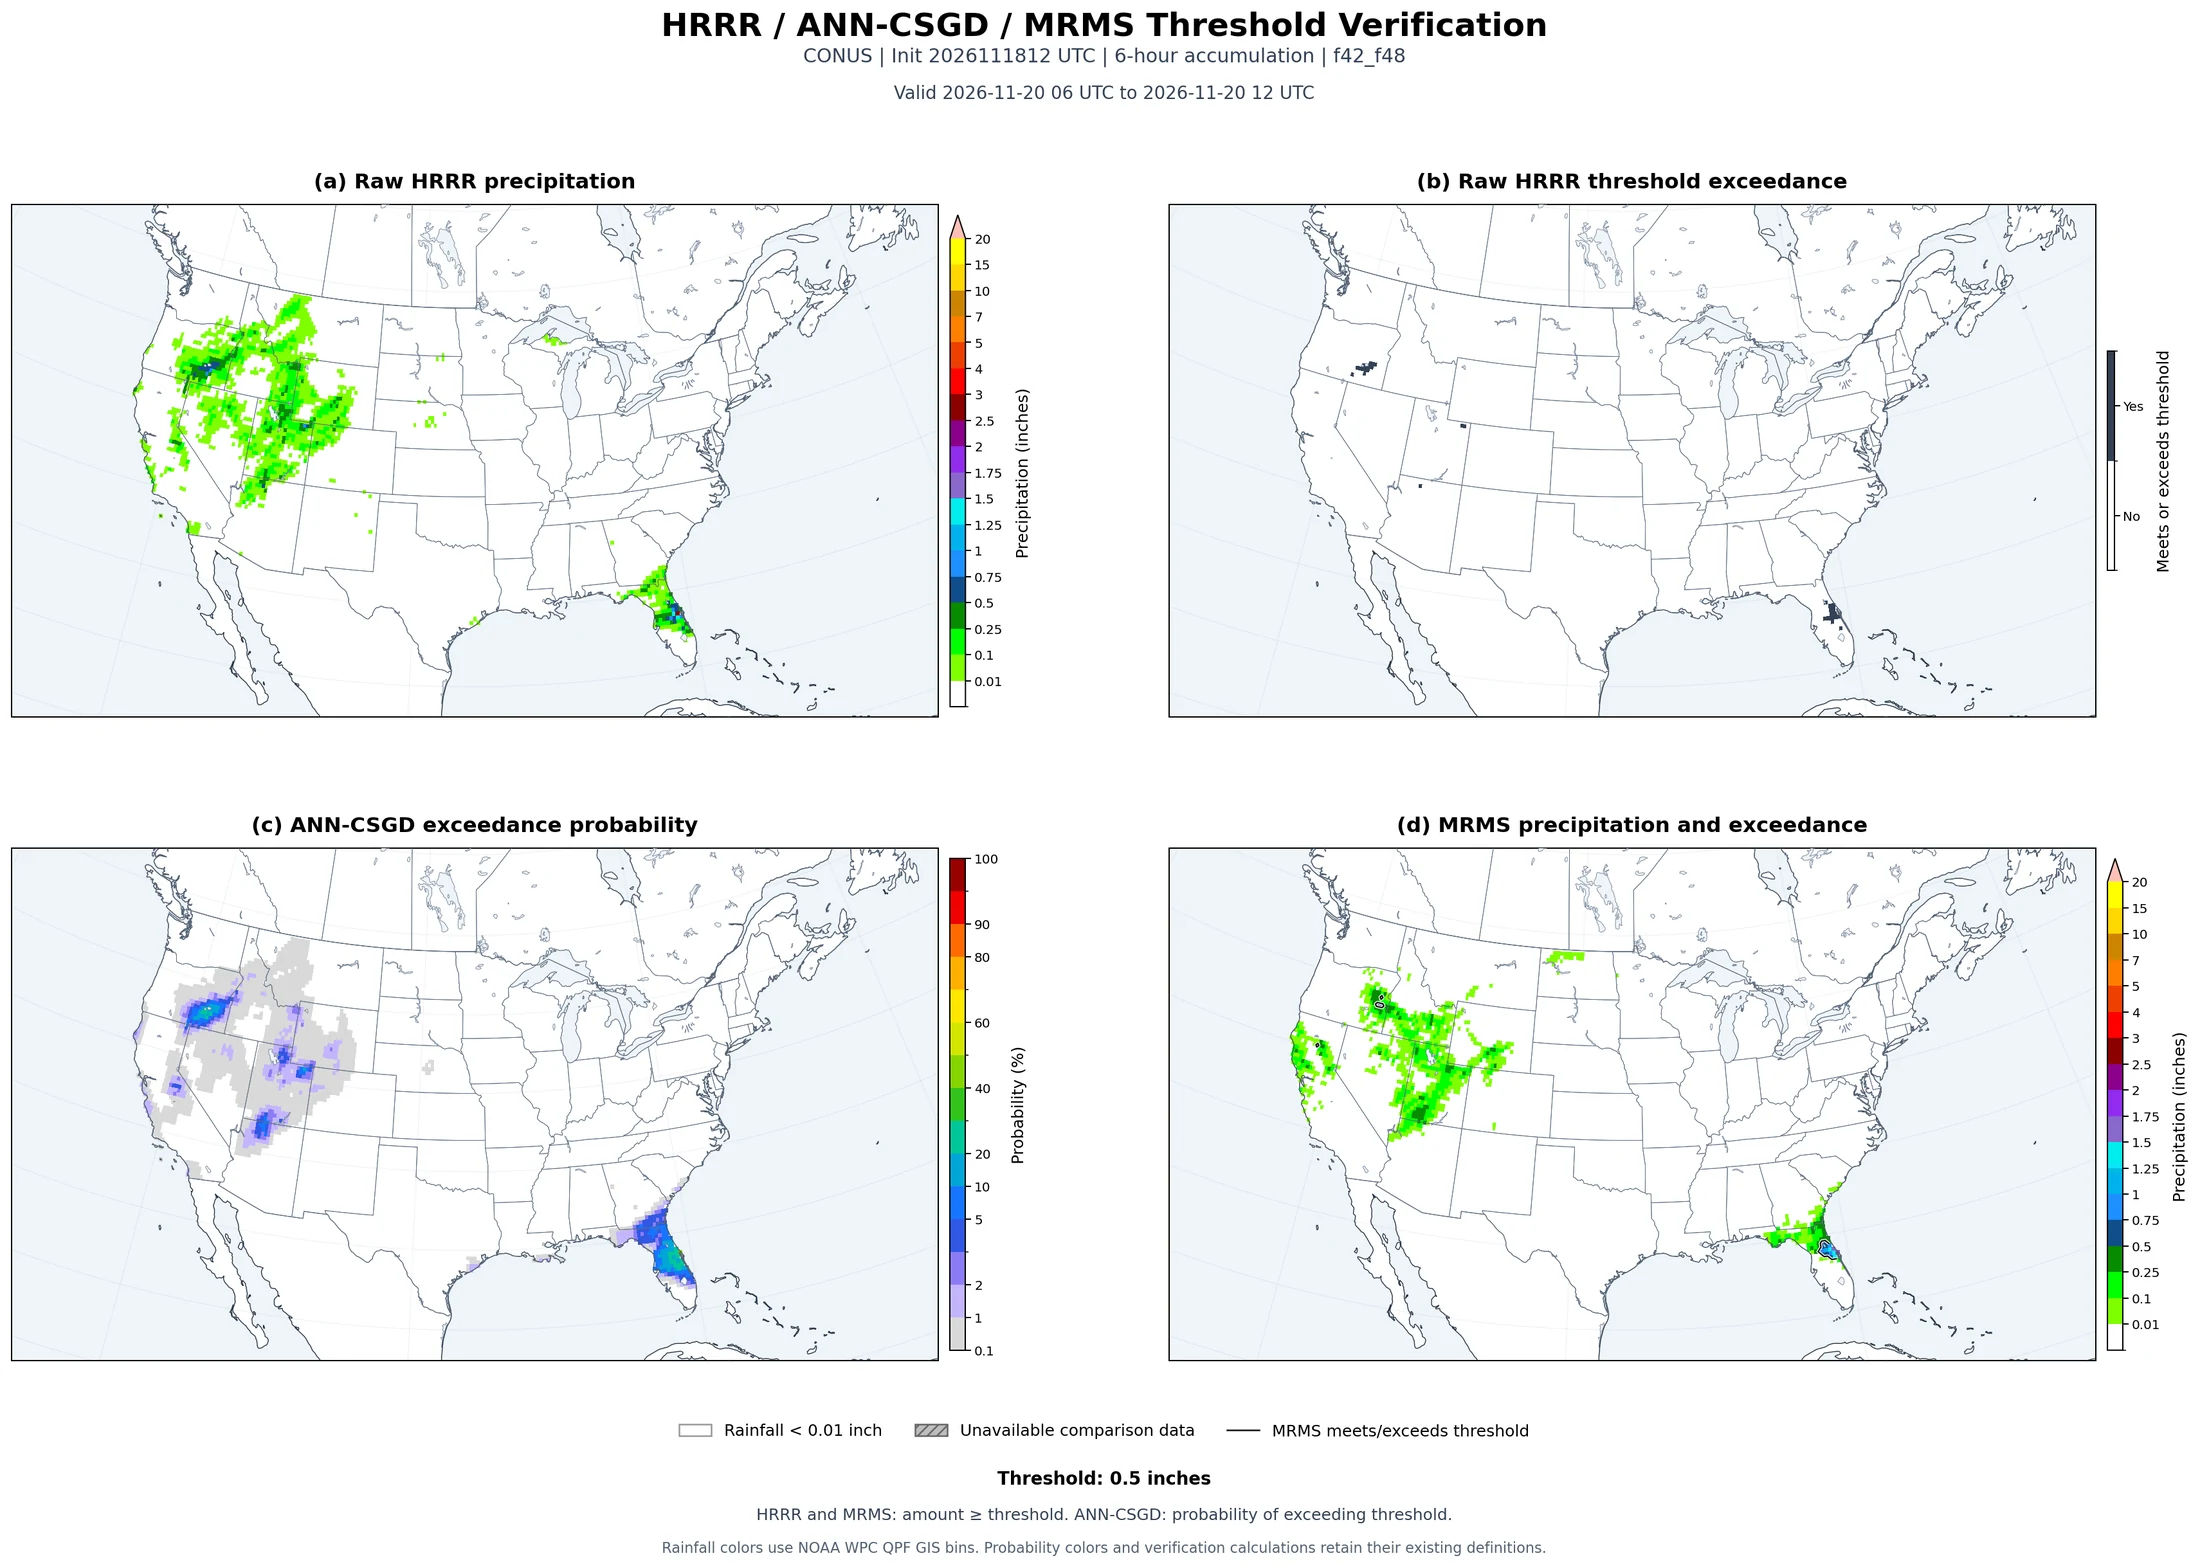 HRRR / ANN-CSGD / MRMS Threshold Verification
CONUS | Init 2026111812 UTC | 6-hour accumulation | f42_f48
Valid 2026-11-20 06 UTC to 2026-11-20 12 UTC
(a) Raw HRRR precipitation
20
15
10
7
5
4
3
2.5
2
1.75
1.5
1.25
1
0.75
0.5
0.25
0.1
0.01
Precipitation (inches)
(b) Raw HRRR threshold exceedance
Yes
No
Meets or exceeds threshold
(c) ANN-CSGD exceedance probability
100
90
80
60
40
20
10
5
2
1
0.1
Probability (%)
(d) MRMS precipitation and exceedance
20
15
10
7
5
4
3
2.5
2
1.75
1.5
1.25
1
0.75
0.5
0.25
0.1
0.01
Precipitation (inches)
Rainfall < 0.01 inch
Unavailable comparison data
MRMS meets/exceeds threshold
Threshold: 0.5 inches
HRRR and MRMS: amount ≥ threshold. ANN-CSGD: probability of exceeding threshold.
Rainfall colors use NOAA WPC QPF GIS bins. Probability colors and verification calculations retain their existing definitions.